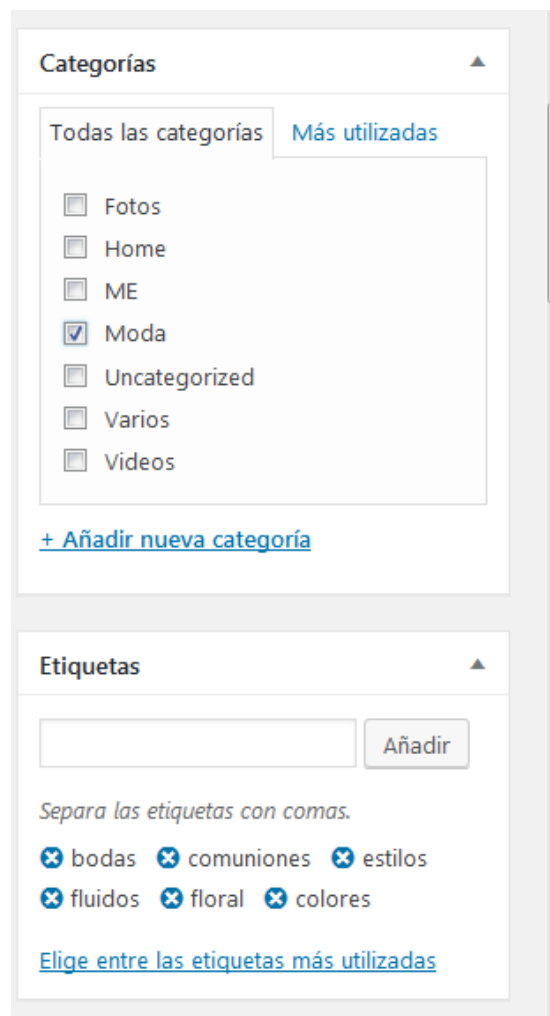 Categorías
Todas las categorías Más utilizadas
Fotos
Home
ME
Moda
Uncategorized
Varios
Videos
+ Añadir nueva categoría
Etiquetas
Añadir
Separa las etiquetas con comas.
bodas comuniones estilos
fluidos floral colores
Elige entre las etiquetas más utilizadas